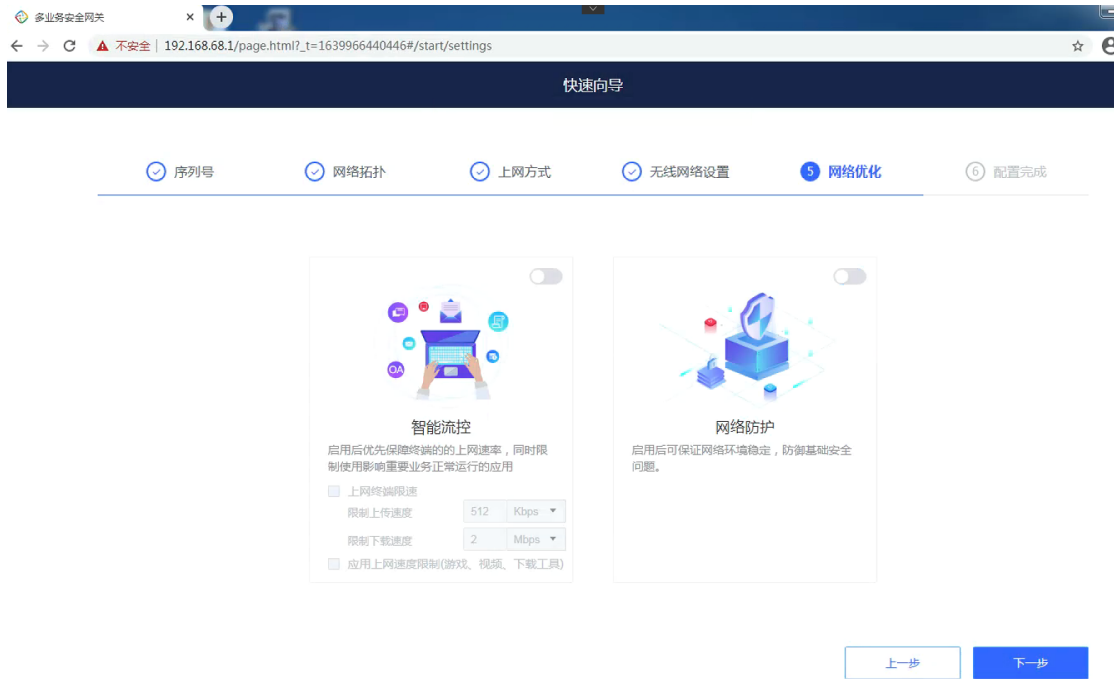 多业务安全网关
不安全 | 192.168.68.1/page.html?_t=1639966440446#/start/settings
快速向导
序列号
网络拓扑
上网方式
无线网络设置
5 网络优化
6 配置完成
OA
智能流控
启用后优先保障终端的的上网速率，同时限
制使用影响重要业务正常运行的应用
上网终端限速
限制上传速度 512 Kbps
限制下载速度 2 Mbps
应用上网速度限制(游戏、视频、下载工具)
网络防护
启用后可保证网络环境稳定，防御基础安全
问题。
上一步
下一步